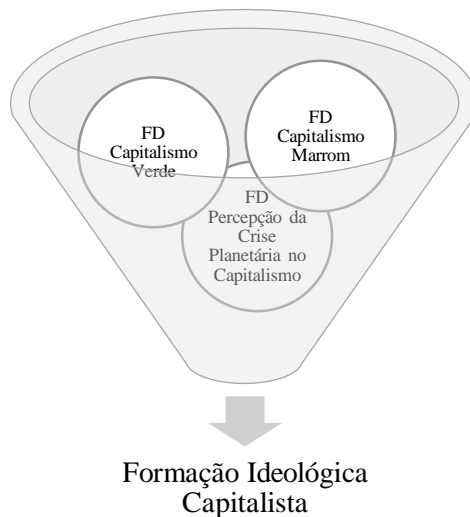 FD
Capitalismo
Verde
FD
Capitalismo
Marrom
FD
Percepção da
Crise
Planetária no
Capitalismo
Formação Ideológica
Capitalista